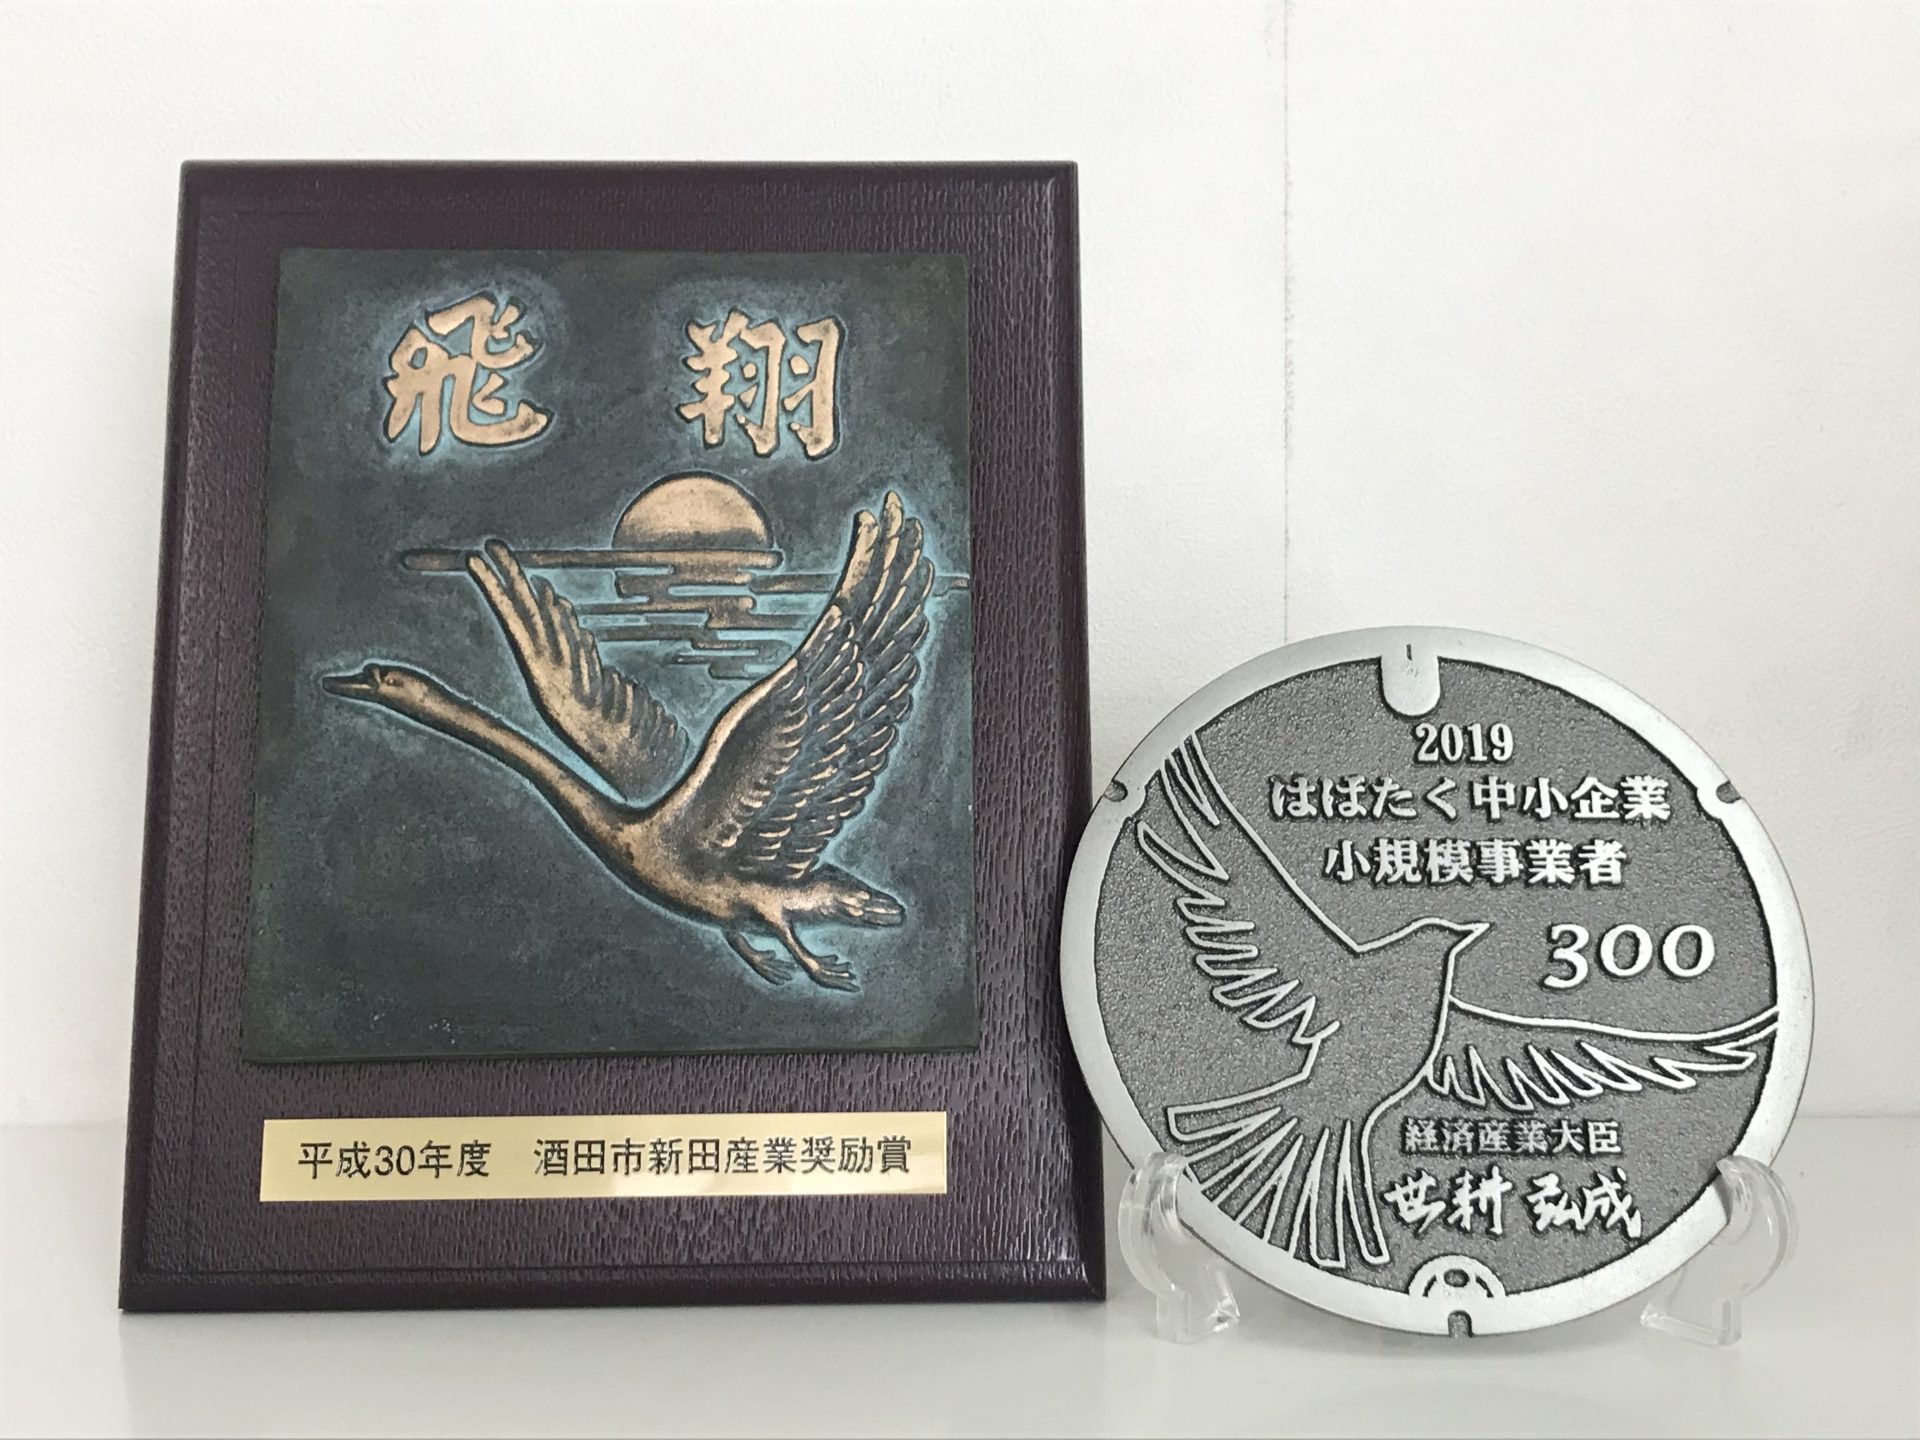 飛翔
平成30年度 酒田市新田産業奨励賞
2019
はばたく中小企業
小規模事業者
300
経済産業大臣
世耕弘成